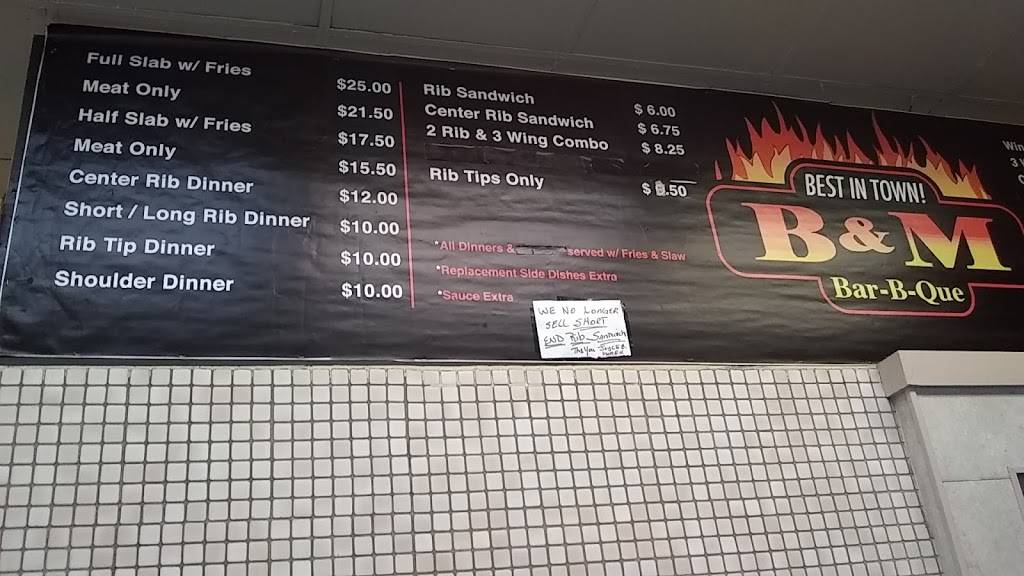 Full Slab w/ Fries $25.00
Meat Only $21.50
Half Slab w/ Fries $17.50
Meat Only $15.50
Center Rib Dinner $12.00
Short / Long Rib Dinner $10.00
Rib Tip Dinner $10.00
Shoulder Dinner $10.00
Rib Sandwich $ 6.00
Center Rib Sandwich $ 6.75
2 Rib & 3 Wing Combo $ 8.25
Rib Tips Only $ .50
*All Dinners & served w/ Fries & Slaw
*Replacement Side Dishes Extra
*Sauce Extra
WE NO LONGER
SELL SHORT
END Rib Sandwich
BEST IN TOWN!
B&M
Bar-B-Que
Win
3